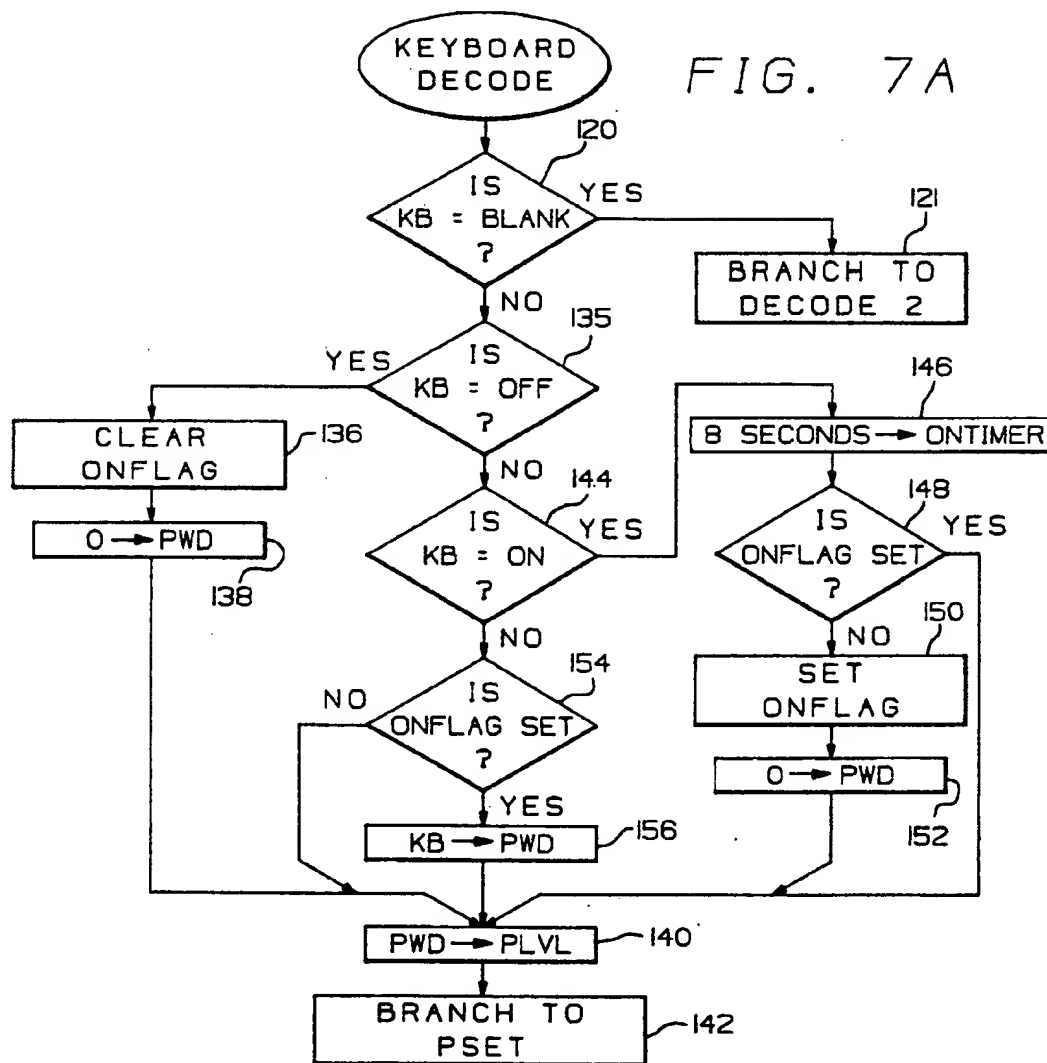 KEYBOARD
DECODE
FIG. 7A
120
IS
KB = BLANK
?
YES
NO
121
BRANCH TO
DECODE 2
135
IS
KB = OFF
?
YES
NO
CLEAR
ONFLAG
136
0→PWD
138
144
IS
KB = ON
?
YES
NO
146
8 SECONDS→ONTIMER
148
IS
ONFLAG SET
?
YES
NO
150
SET
ONFLAG
0→PWD
152
154
IS
ONFLAG SET
?
NO
YES
KB→PWD
156
PWD→PLVL
140
BRANCH TO
PSET
142